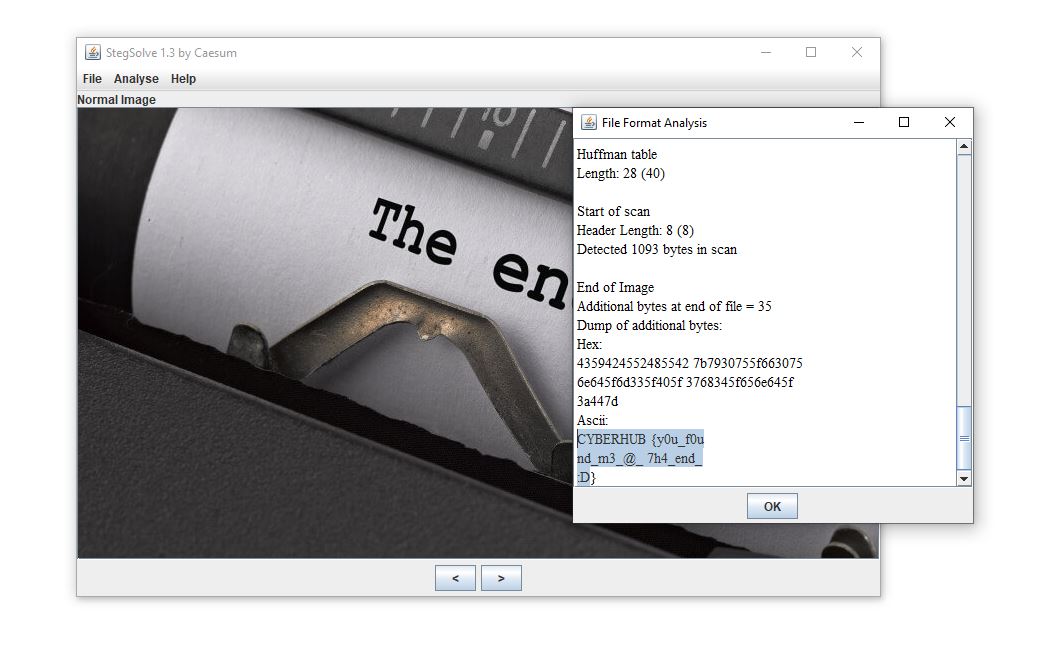 StegSolve 1.3 by Caesum
File Analyse Help
Normal Image
The en
File Format Analysis
Huffman table
Length: 28 (40)
Start of scan
Header Length: 8 (8)
Detected 1093 bytes in scan
End of Image
Additional bytes at end of file = 35
Dump of additional bytes:
Hex:
4359424552485542 7b7930755f663075
6e645f6d335f405f 3768345f656e645f
3a447d
Ascii:
CYBERHUB {y0u_f0u
nd_m3_@_ 7h4_end_
:D}
OK
< >